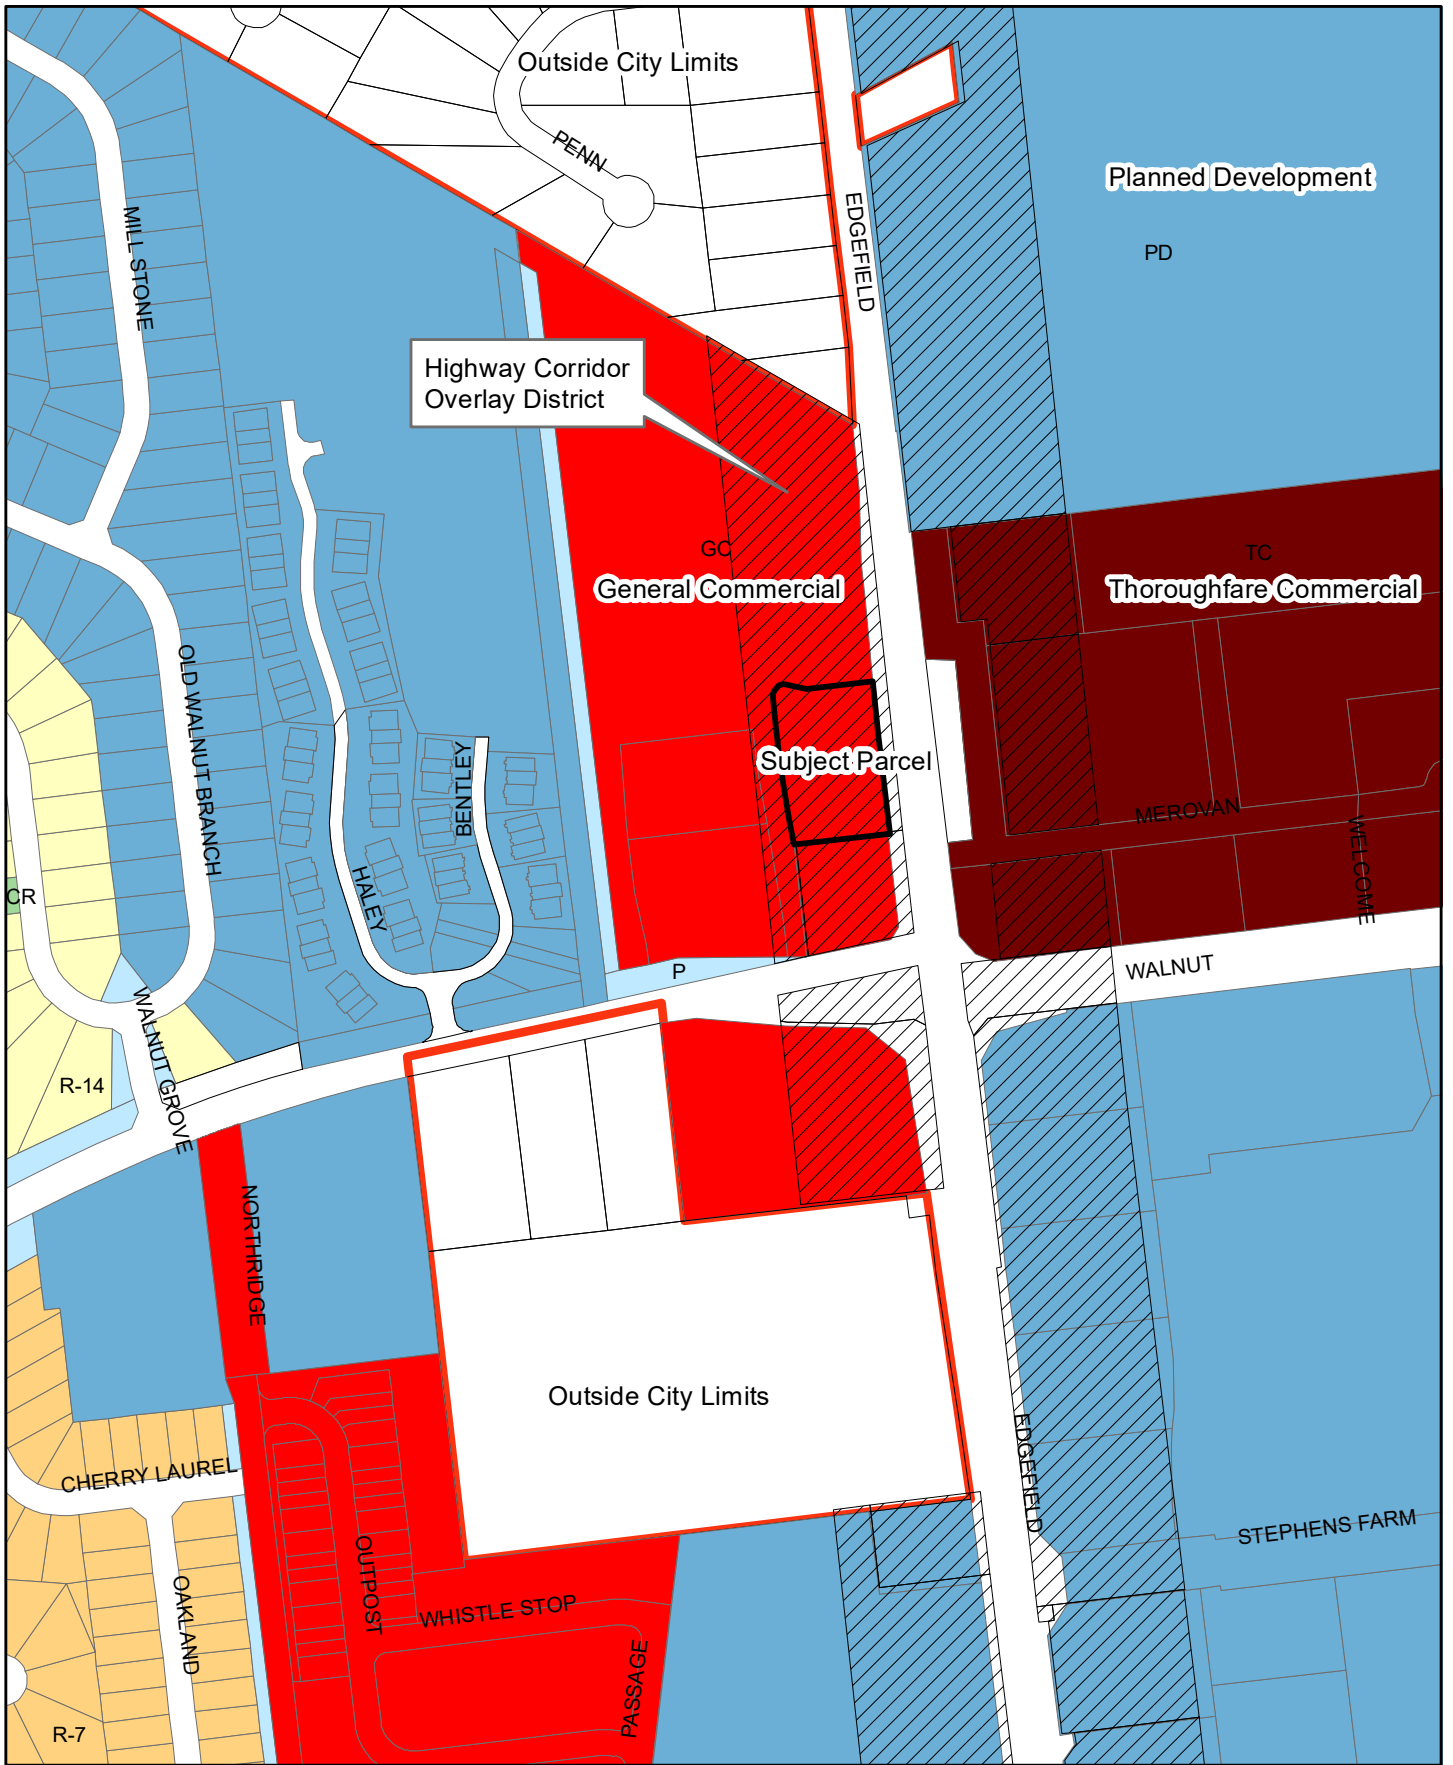 Outside City Limits
PENN
Planned Development
MILL STONE
EDGEFIELD
PD
Highway Corridor
Overlay District
GC
General Commercial
TC
Thoroughfare Commercial
OLD WALNUT BRANCH
Subject Parcel
BENTLEY
MEROVAN
WELCOME
HALEY
CR
P
WALNUT
WALNUT GROVE
R-14
NORTHRIDGE
Outside City Limits
EDGEFIELD
CHERRY LAUREL
STEPHENS FARM
OUTPOST
OAKLAND
WHISTLE STOP
PASSAGE
R-7